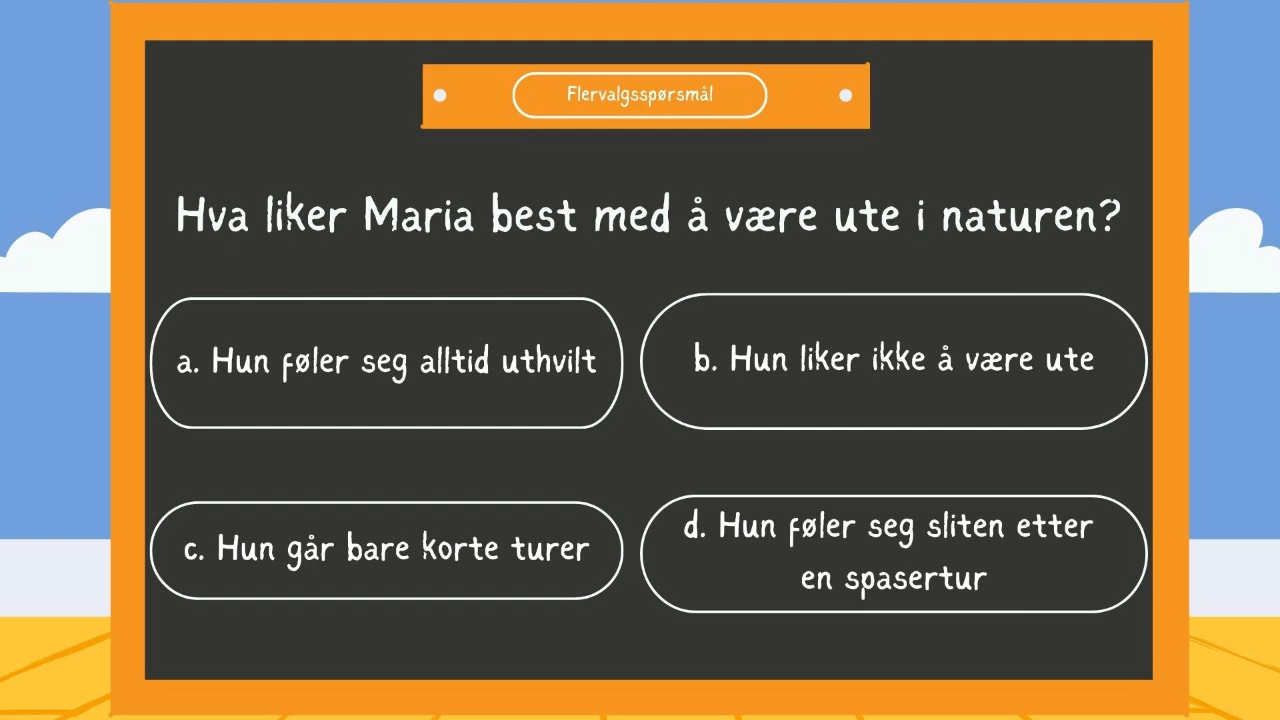 Flervalgsspørsmål
Hva liker Maria best med å være ute i naturen?
a. Hun føler seg alltid uthvilt
b. Hun liker ikke å være ute
c. Hun går bare korte turer
d. Hun føler seg sliten etter
en spasertur